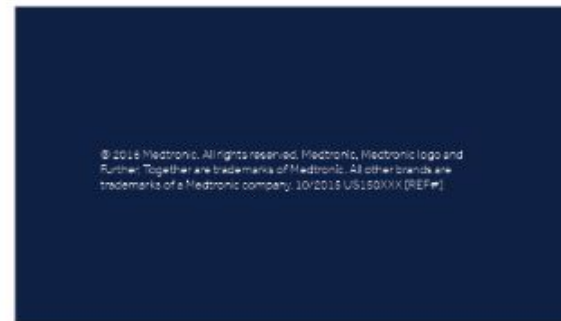 © 2016 Medtronic. All rights reserved. Medtronic, Medtronic logo and
Further, Together are trademarks of Medtronic. All other brands are
trademarks of a Medtronic company. 10/2015 US150XXX [REF#]